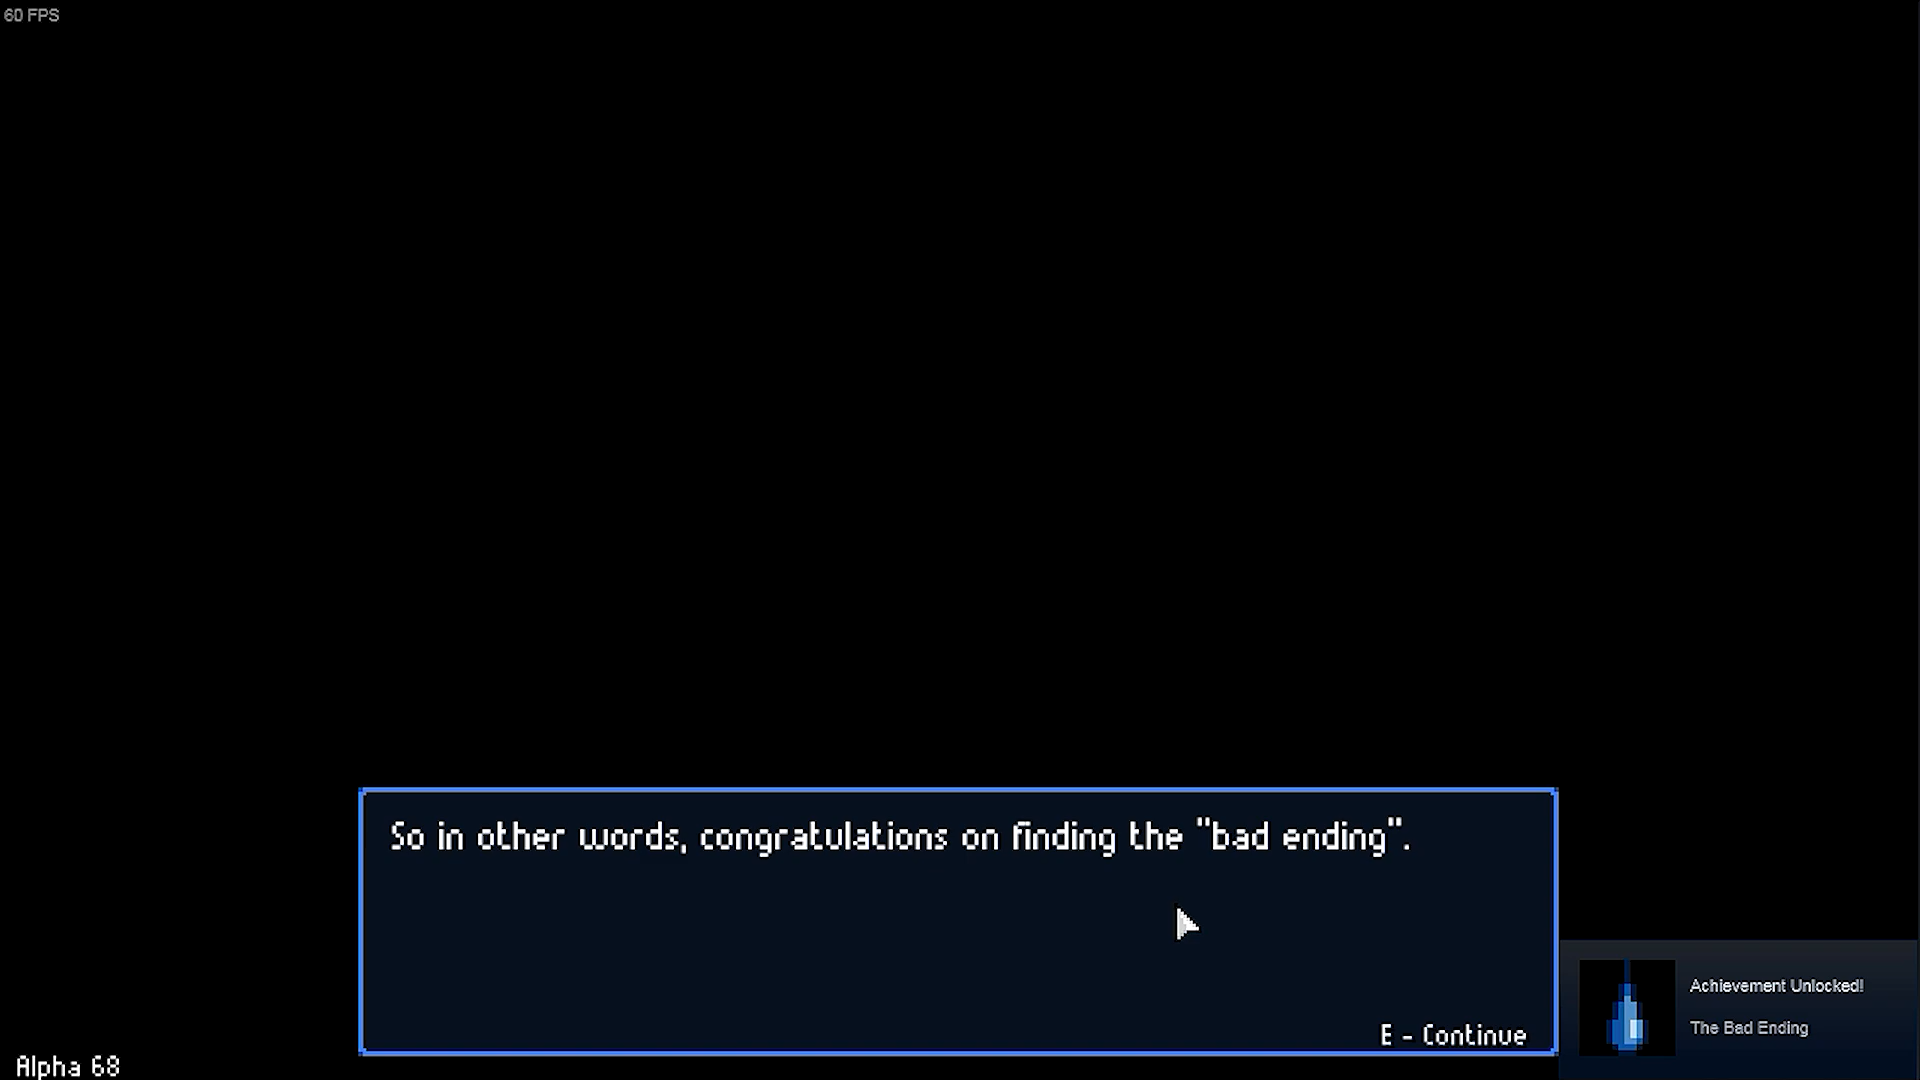 60 FPS
So in other words, congratulations on finding the "bad ending".
E - Continue
Achievement Unlocked!
The Bad Ending
Alpha 68